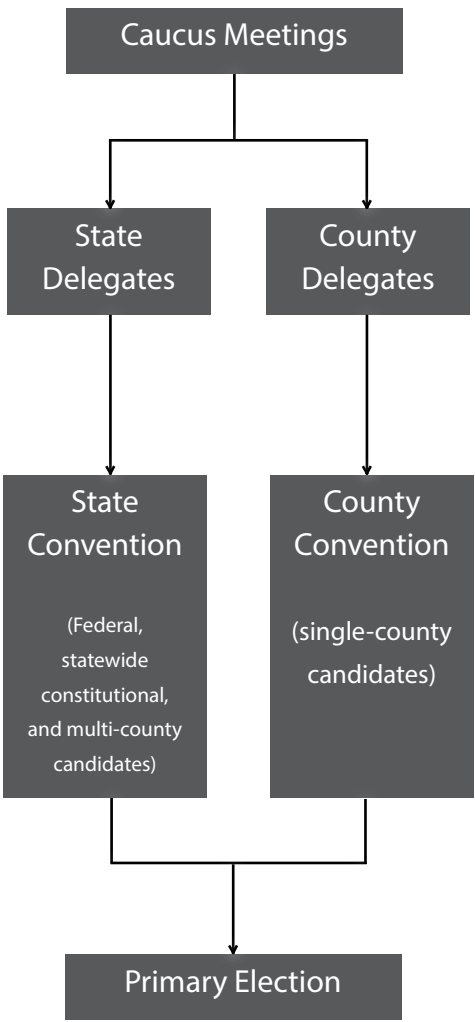 Caucus Meetings
State
Delegates
County
Delegates
State
Convention
(Federal,
statewide
constitutional,
and multi-county
candidates)
County
Convention
(single-county
candidates)
Primary Election